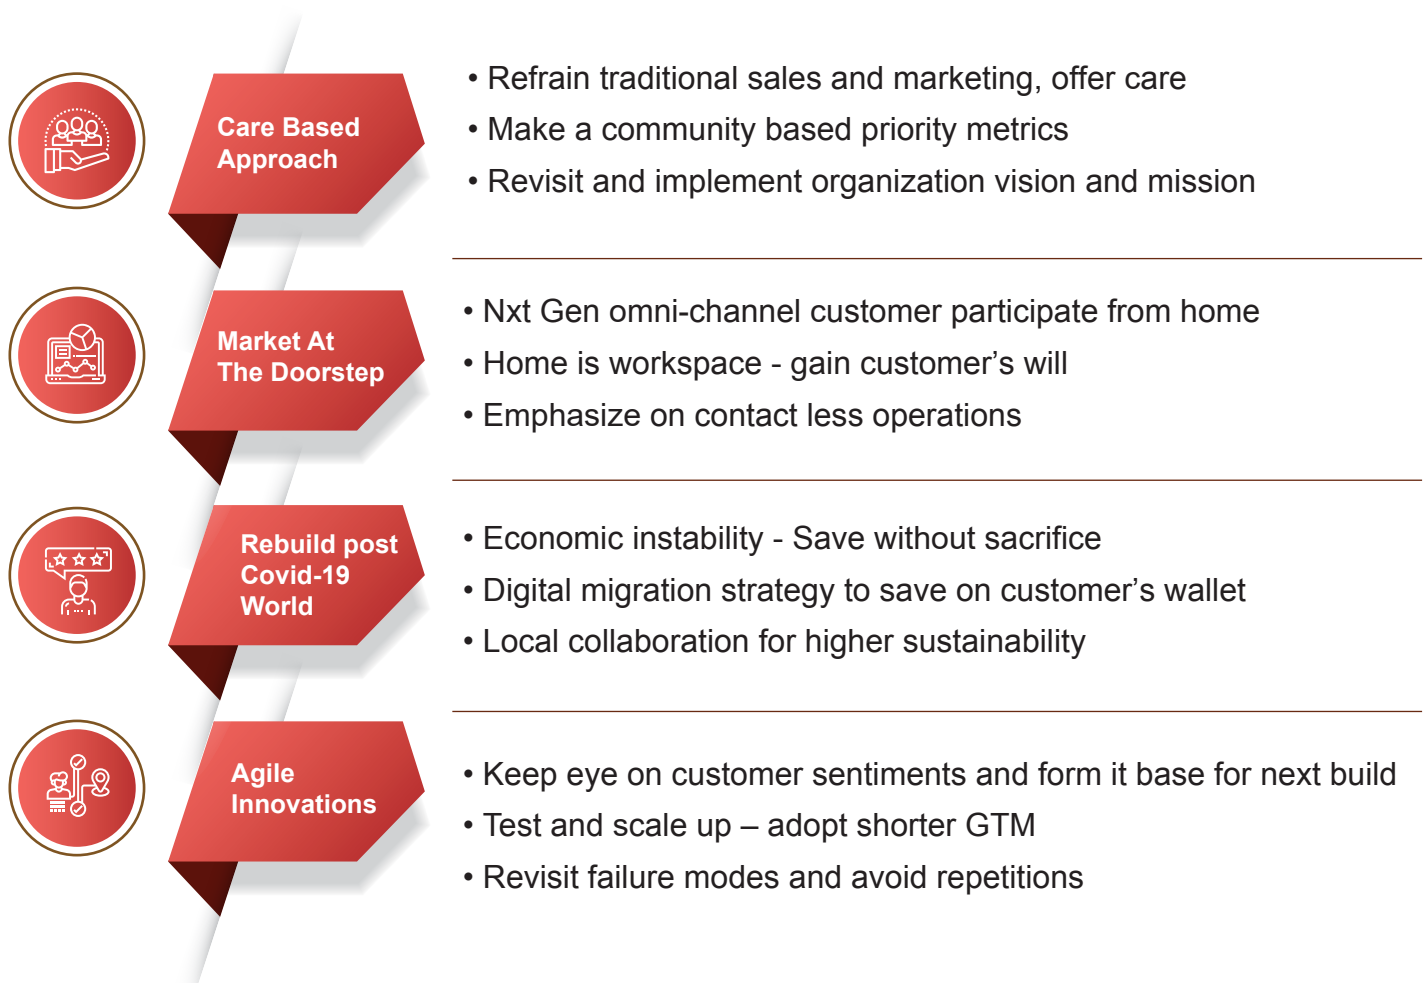 Care Based
Approach
• Refrain traditional sales and marketing, offer care
• Make a community based priority metrics
• Revisit and implement organization vision and mission
Market At
The Doorstep
• Nxt Gen omni-channel customer participate from home
• Home is workspace - gain customer’s will
• Emphasize on contact less operations
Rebuild post
Covid-19
World
• Economic instability - Save without sacrifice
• Digital migration strategy to save on customer’s wallet
• Local collaboration for higher sustainability
Agile
Innovations
• Keep eye on customer sentiments and form it base for next build
• Test and scale up – adopt shorter GTM
• Revisit failure modes and avoid repetitions